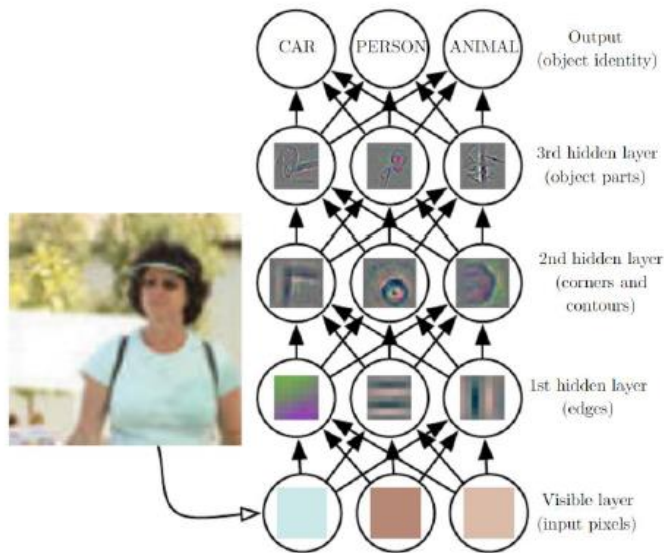 CAR PERSON ANIMAL
Output
(object identity)
3rd hidden layer
(object parts)
2nd hidden layer
(corners and
contours)
1st hidden layer
(edges)
Visible layer
(input pixels)